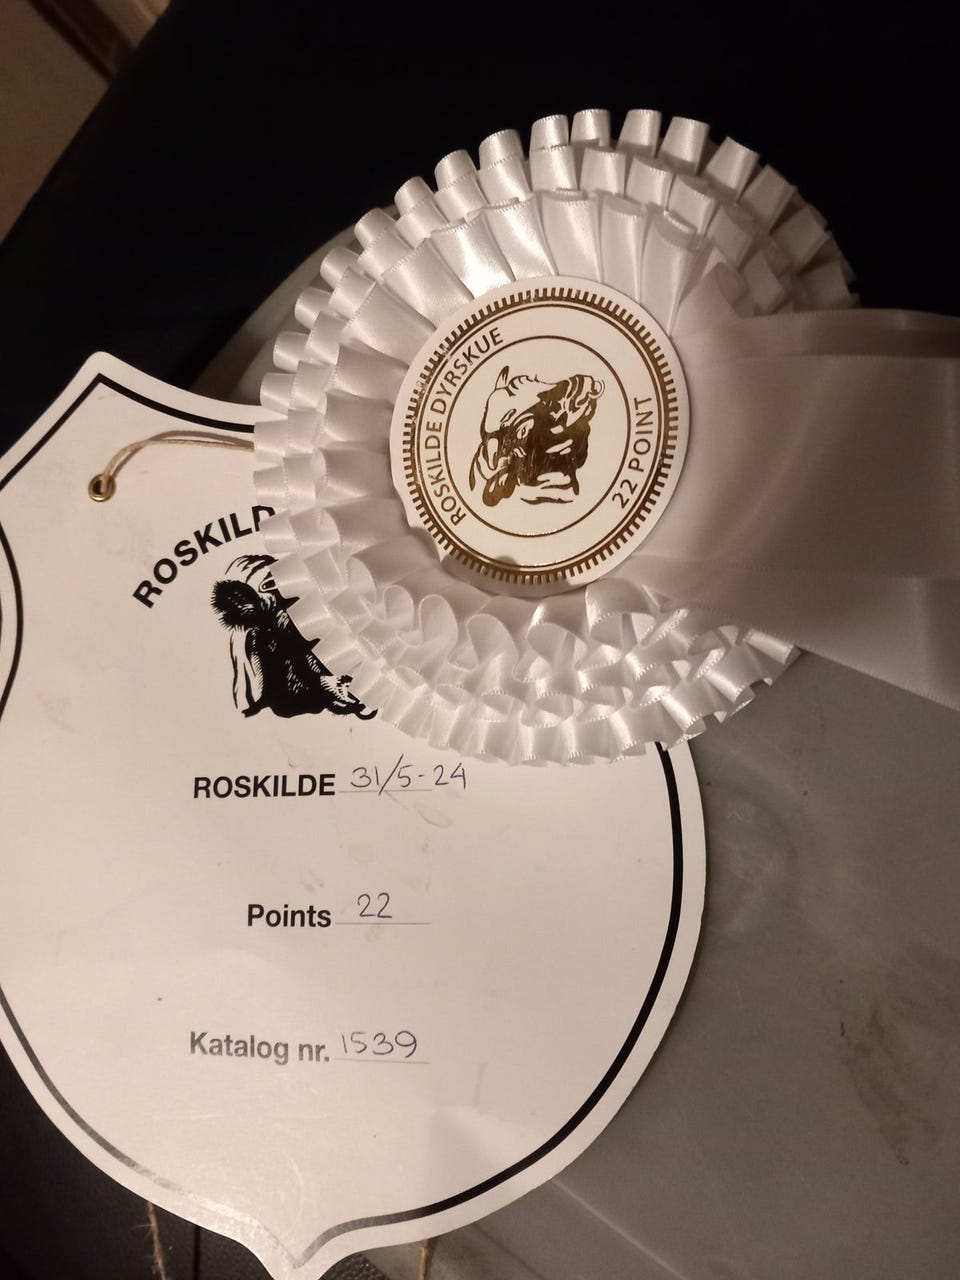 ROSKILDE DYRSKUE
22 POINT
ROSKILD
ROSKILDE 31/5-24
Points 22
Katalog nr. 1539